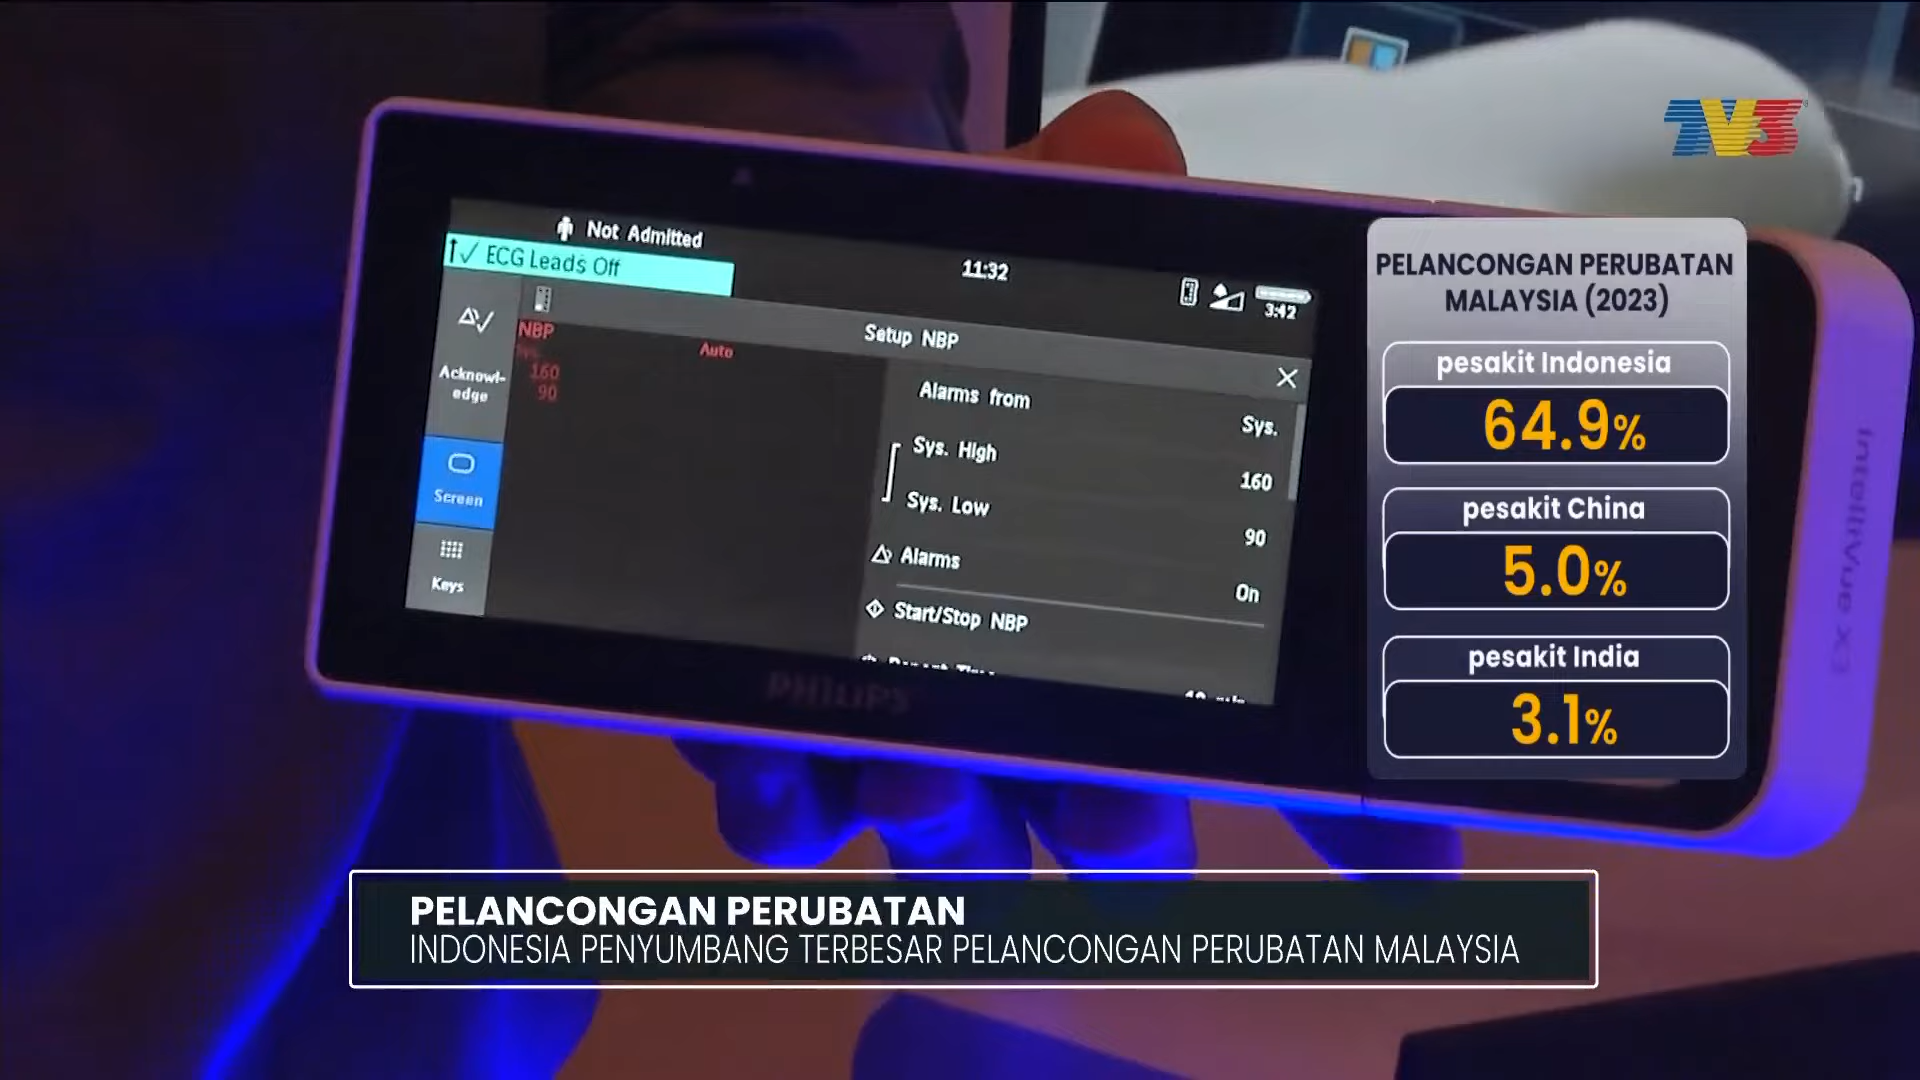 TV3
Not Admitted
ECG Leads Off
11:32
3:42
Acknowl-
edge
Screen
Keys
NBP
Auto
160
90
Setup NBP
Alarms from
Sys.
Sys. High
160
Sys. Low
90
Alarms
On
Start/Stop NBP
PHILIPS
IntelliVue X3
PELANCONGAN PERUBATAN
MALAYSIA (2023)
pesakit Indonesia
64.9%
pesakit China
5.0%
pesakit India
3.1%
PELANCONGAN PERUBATAN
INDONESIA PENYUMBANG TERBESAR PELANCONGAN PERUBATAN MALAYSIA